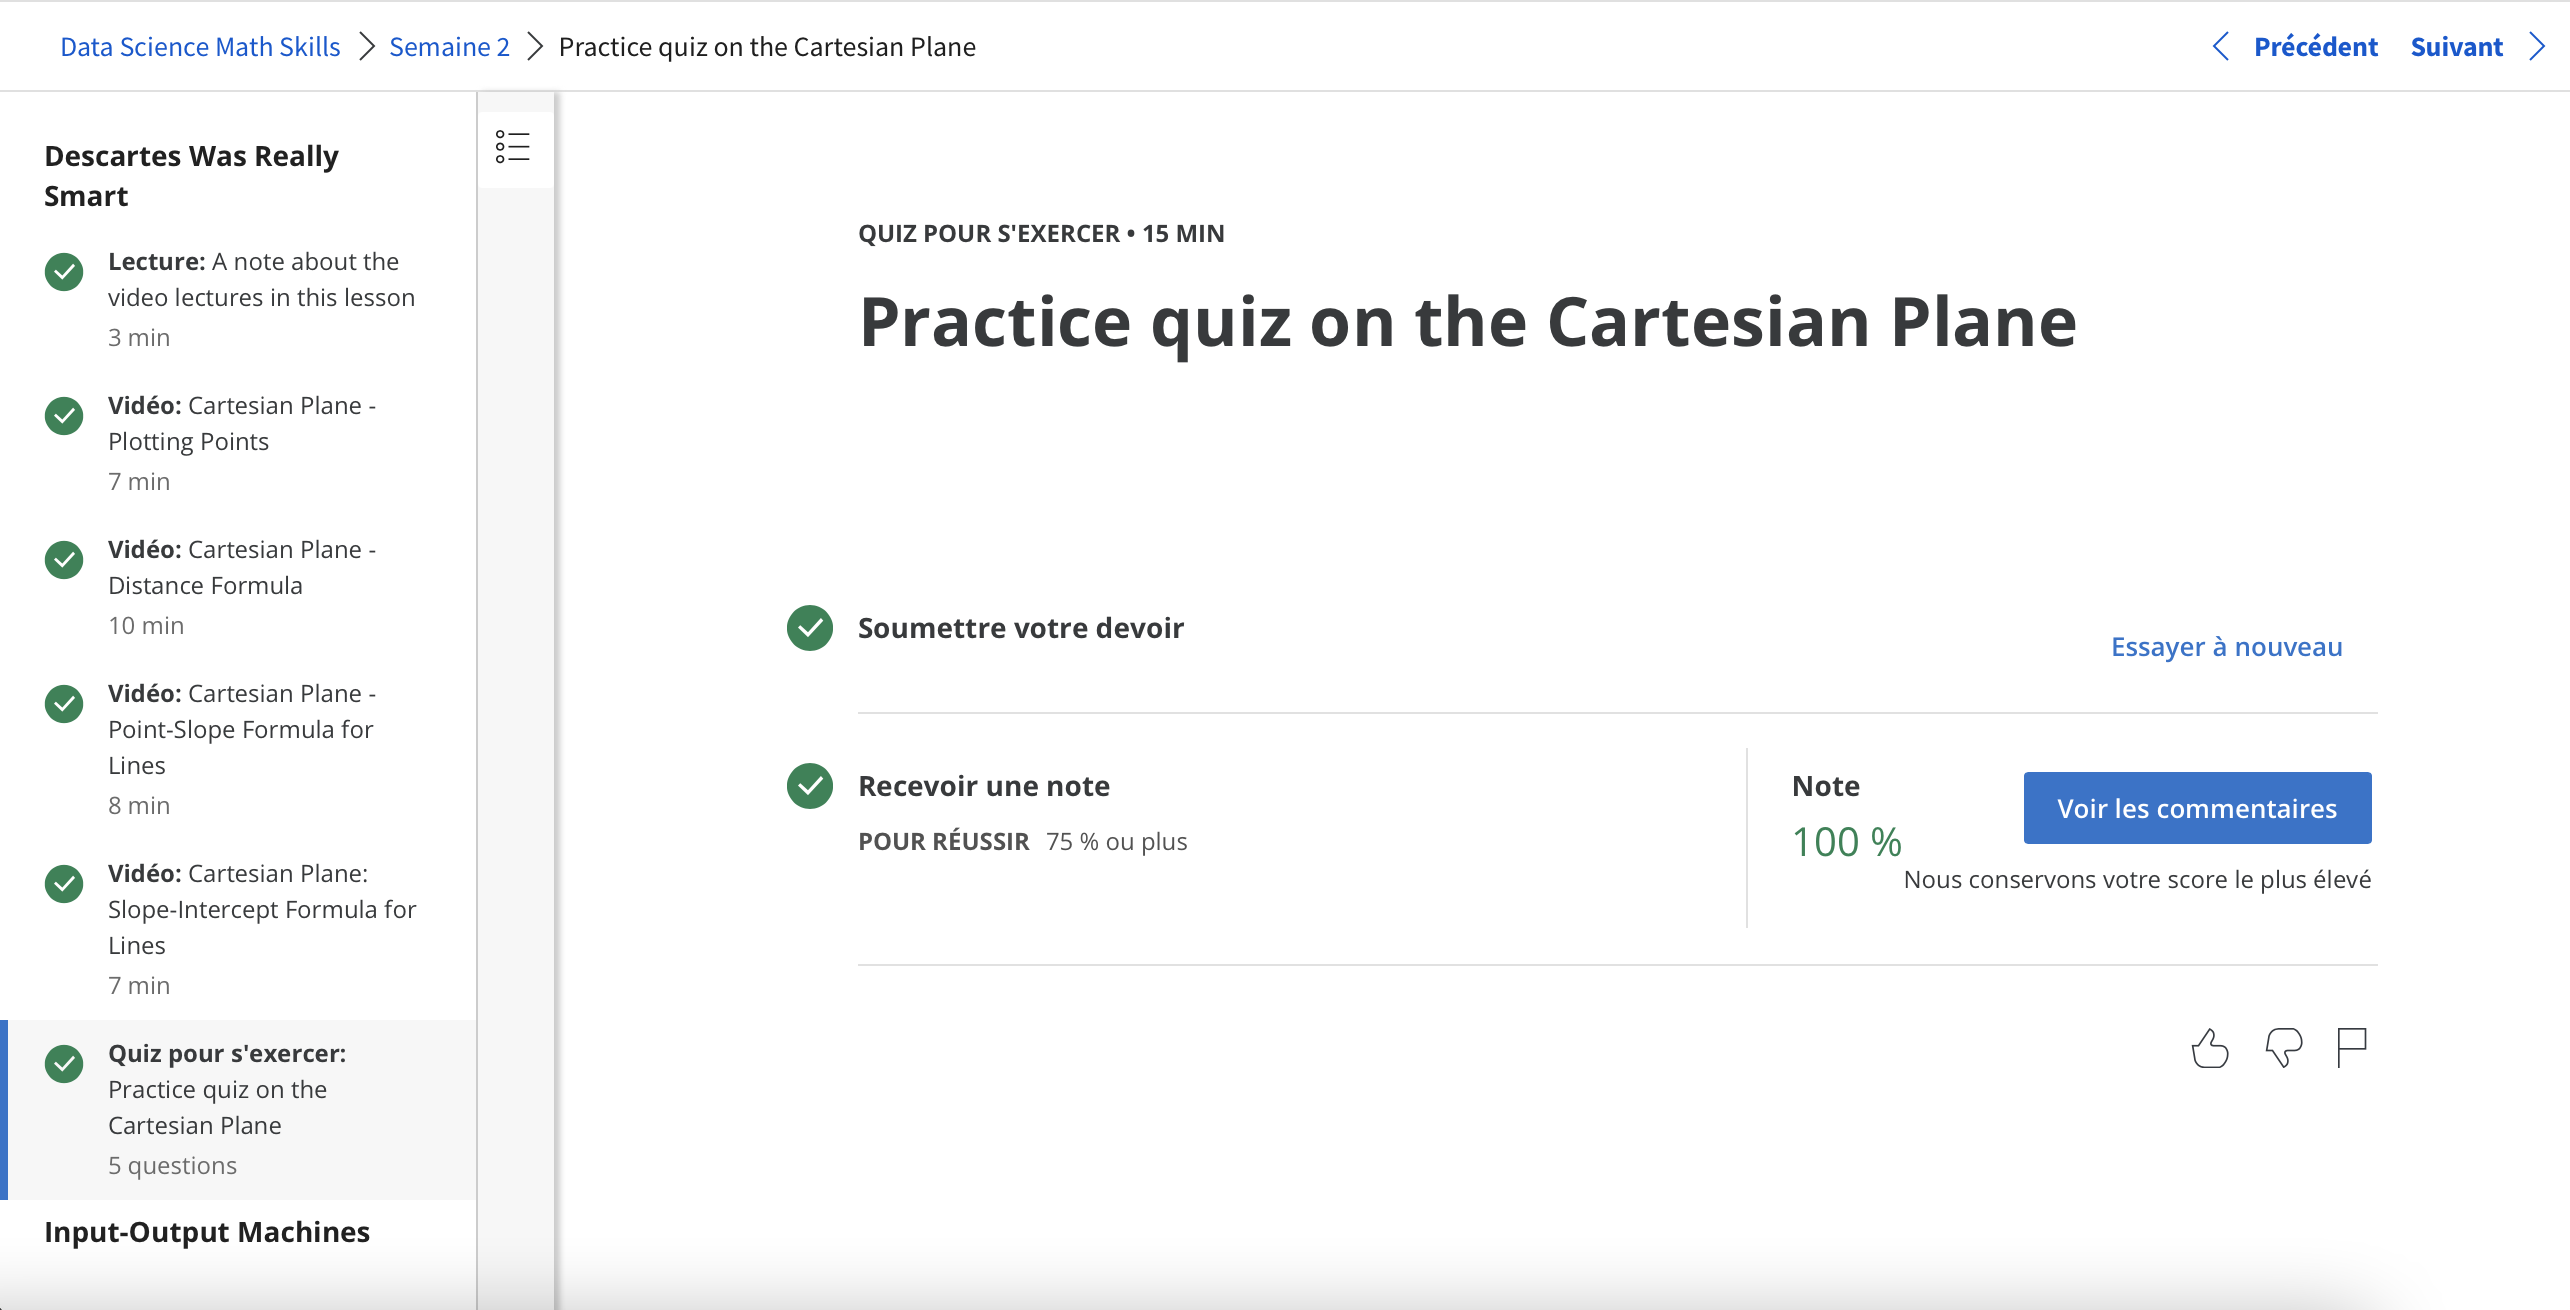 Data Science Math Skills > Semaine 2 > Practice quiz on the Cartesian Plane
Précédent Suivant
Descartes Was Really
Smart
Lecture: A note about the
video lectures in this lesson
3 min
Vidéo: Cartesian Plane -
Plotting Points
7 min
Vidéo: Cartesian Plane -
Distance Formula
10 min
Vidéo: Cartesian Plane -
Point-Slope Formula for
Lines
8 min
Vidéo: Cartesian Plane:
Slope-Intercept Formula for
Lines
7 min
Quiz pour s'exercer:
Practice quiz on the
Cartesian Plane
5 questions
Input-Output Machines
QUIZ POUR S'EXERCER • 15 MIN
Practice quiz on the Cartesian Plane
Soumettre votre devoir
Essayer à nouveau
Recevoir une note
POUR RÉUSSIR 75 % ou plus
Note
100 %
Voir les commentaires
Nous conservons votre score le plus élevé